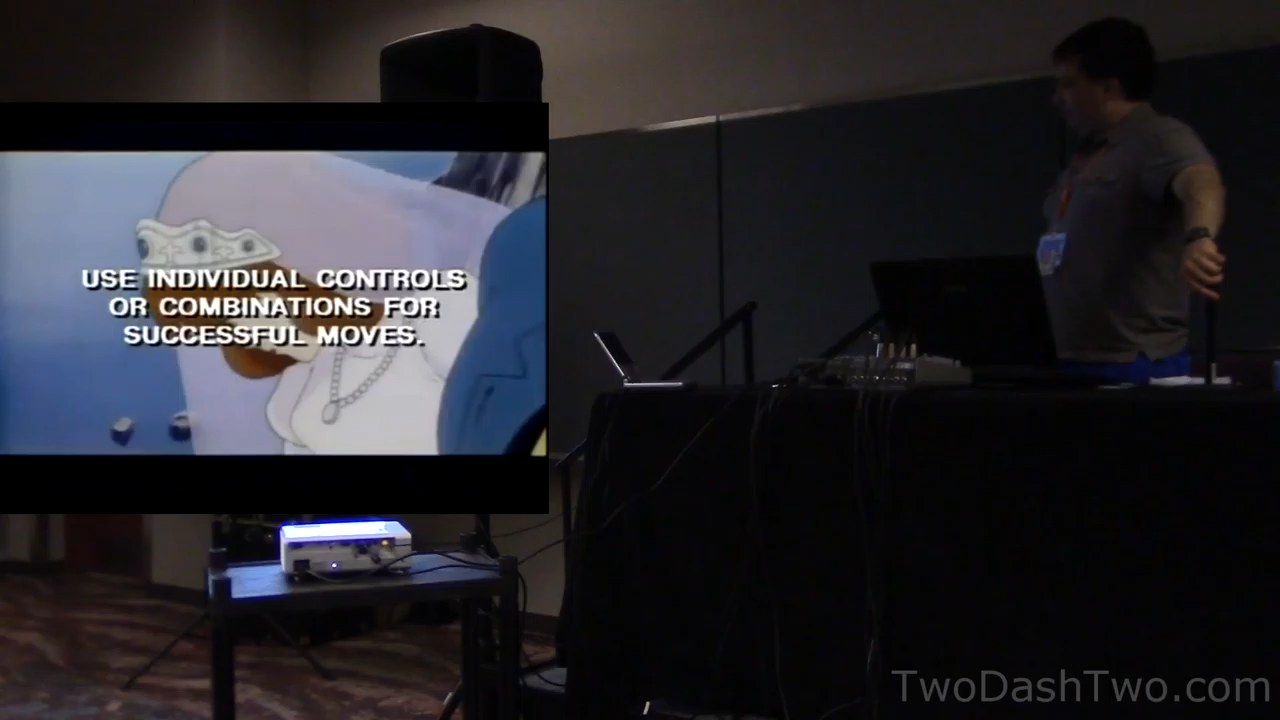 USE INDIVIDUAL CONTROLS
OR COMBINATIONS FOR
SUCCESSFUL MOVES.
TwoDashTwo.com